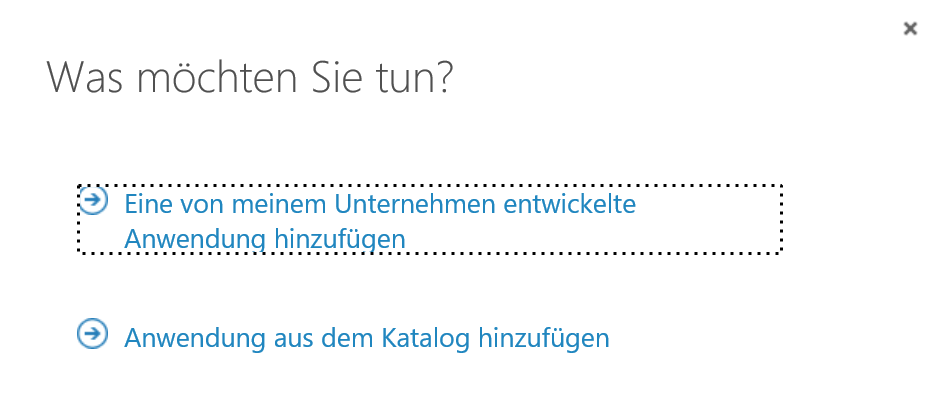 Was möchten Sie tun?
Eine von meinem Unternehmen entwickelte
Anwendung hinzufügen
Anwendung aus dem Katalog hinzufügen